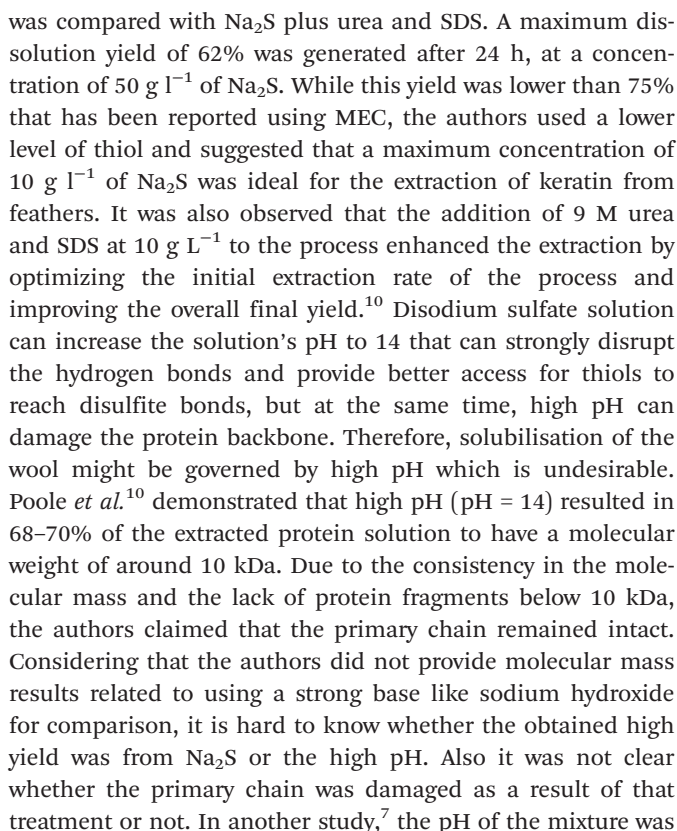 was compared with Na₂S plus urea and SDS. A maximum dis-
solution yield of 62% was generated after 24 h, at a concen-
tration of 50 g l⁻¹ of Na₂S. While this yield was lower than 75%
that has been reported using MEC, the authors used a lower
level of thiol and suggested that a maximum concentration of
10 g l⁻¹ of Na₂S was ideal for the extraction of keratin from
feathers. It was also observed that the addition of 9 M urea
and SDS at 10 g L⁻¹ to the process enhanced the extraction by
optimizing the initial extraction rate of the process and
improving the overall final yield.¹⁰ Disodium sulfate solution
can increase the solution's pH to 14 that can strongly disrupt
the hydrogen bonds and provide better access for thiols to
reach disulfite bonds, but at the same time, high pH can
damage the protein backbone. Therefore, solubilisation of the
wool might be governed by high pH which is undesirable.
Poole et al.¹⁰ demonstrated that high pH (pH = 14) resulted in
68–70% of the extracted protein solution to have a molecular
weight of around 10 kDa. Due to the consistency in the mole-
cular mass and the lack of protein fragments below 10 kDa,
the authors claimed that the primary chain remained intact.
Considering that the authors did not provide molecular mass
results related to using a strong base like sodium hydroxide
for comparison, it is hard to know whether the obtained high
yield was from Na₂S or the high pH. Also it was not clear
whether the primary chain was damaged as a result of that
treatment or not. In another study,⁷ the pH of the mixture was